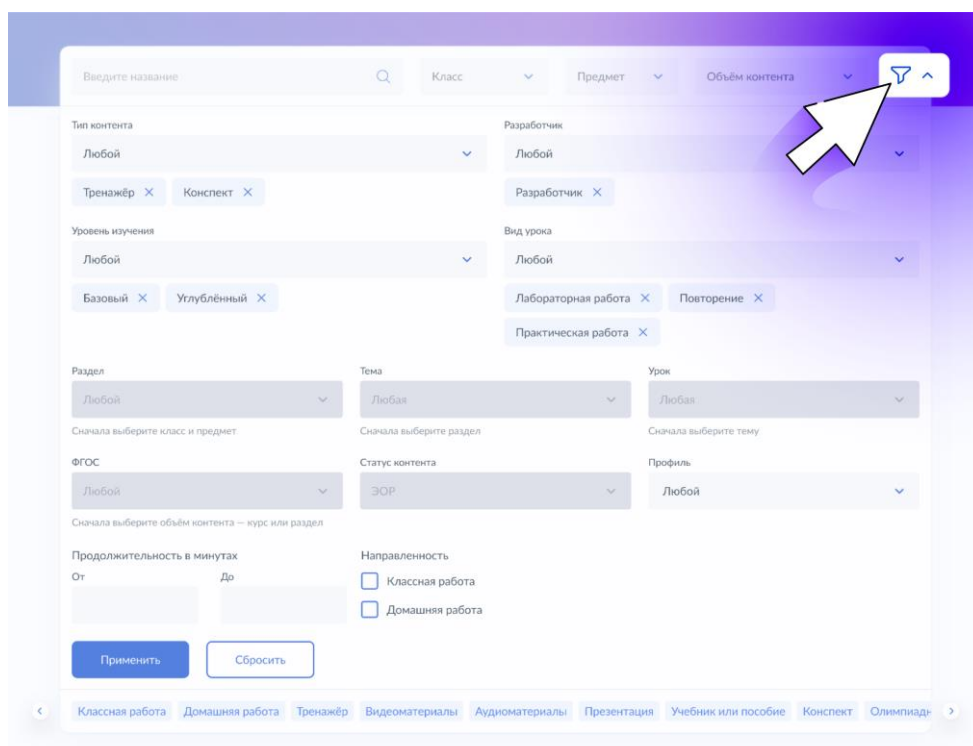 Введите название Класс Предмет Объём контента
Тип контента Разработчик
Любой Любой
Тренажёр Конспект Разработчик
Уровень изучения Вид урока
Любой Любой
Базовый Углублённый Лабораторная работа Повторение
Практическая работа
Раздел Тема Урок
Любой Любая Любая
Сначала выберите класс и предмет Сначала выберите раздел Сначала выберите тему
ФГОС Статус контента Профиль
Любой ЭОР Любой
Сначала выберите объём контента — курс или раздел
Продолжительность в минутах Направленность
От До Классная работа
Домашняя работа
Применить Сбросить
Классная работа Домашняя работа Тренажёр Видеоматериалы Аудиоматериалы Презентация Учебник или пособие Конспект Олимпиадн